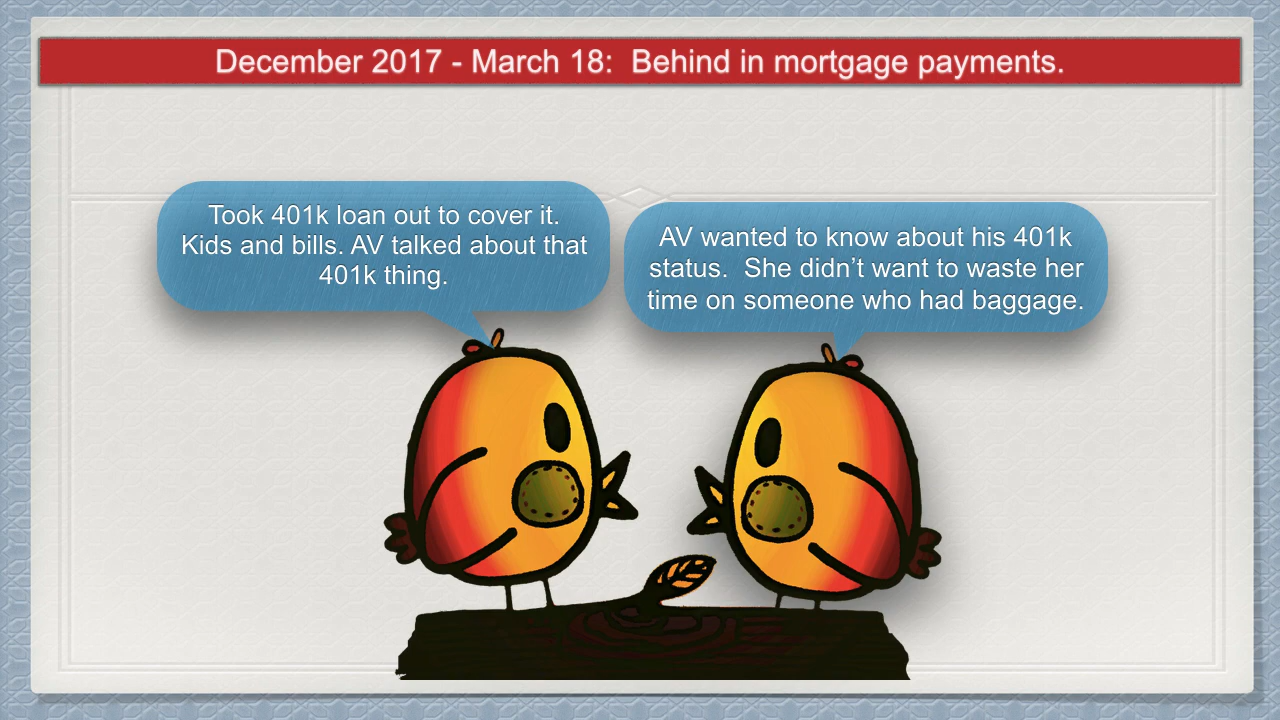 December 2017 - March 18:  Behind in mortgage payments.
Took 401k loan out to cover it.
Kids and bills. AV talked about that
401k thing.
AV wanted to know about his 401k
status.  She didn’t want to waste her
time on someone who had baggage.